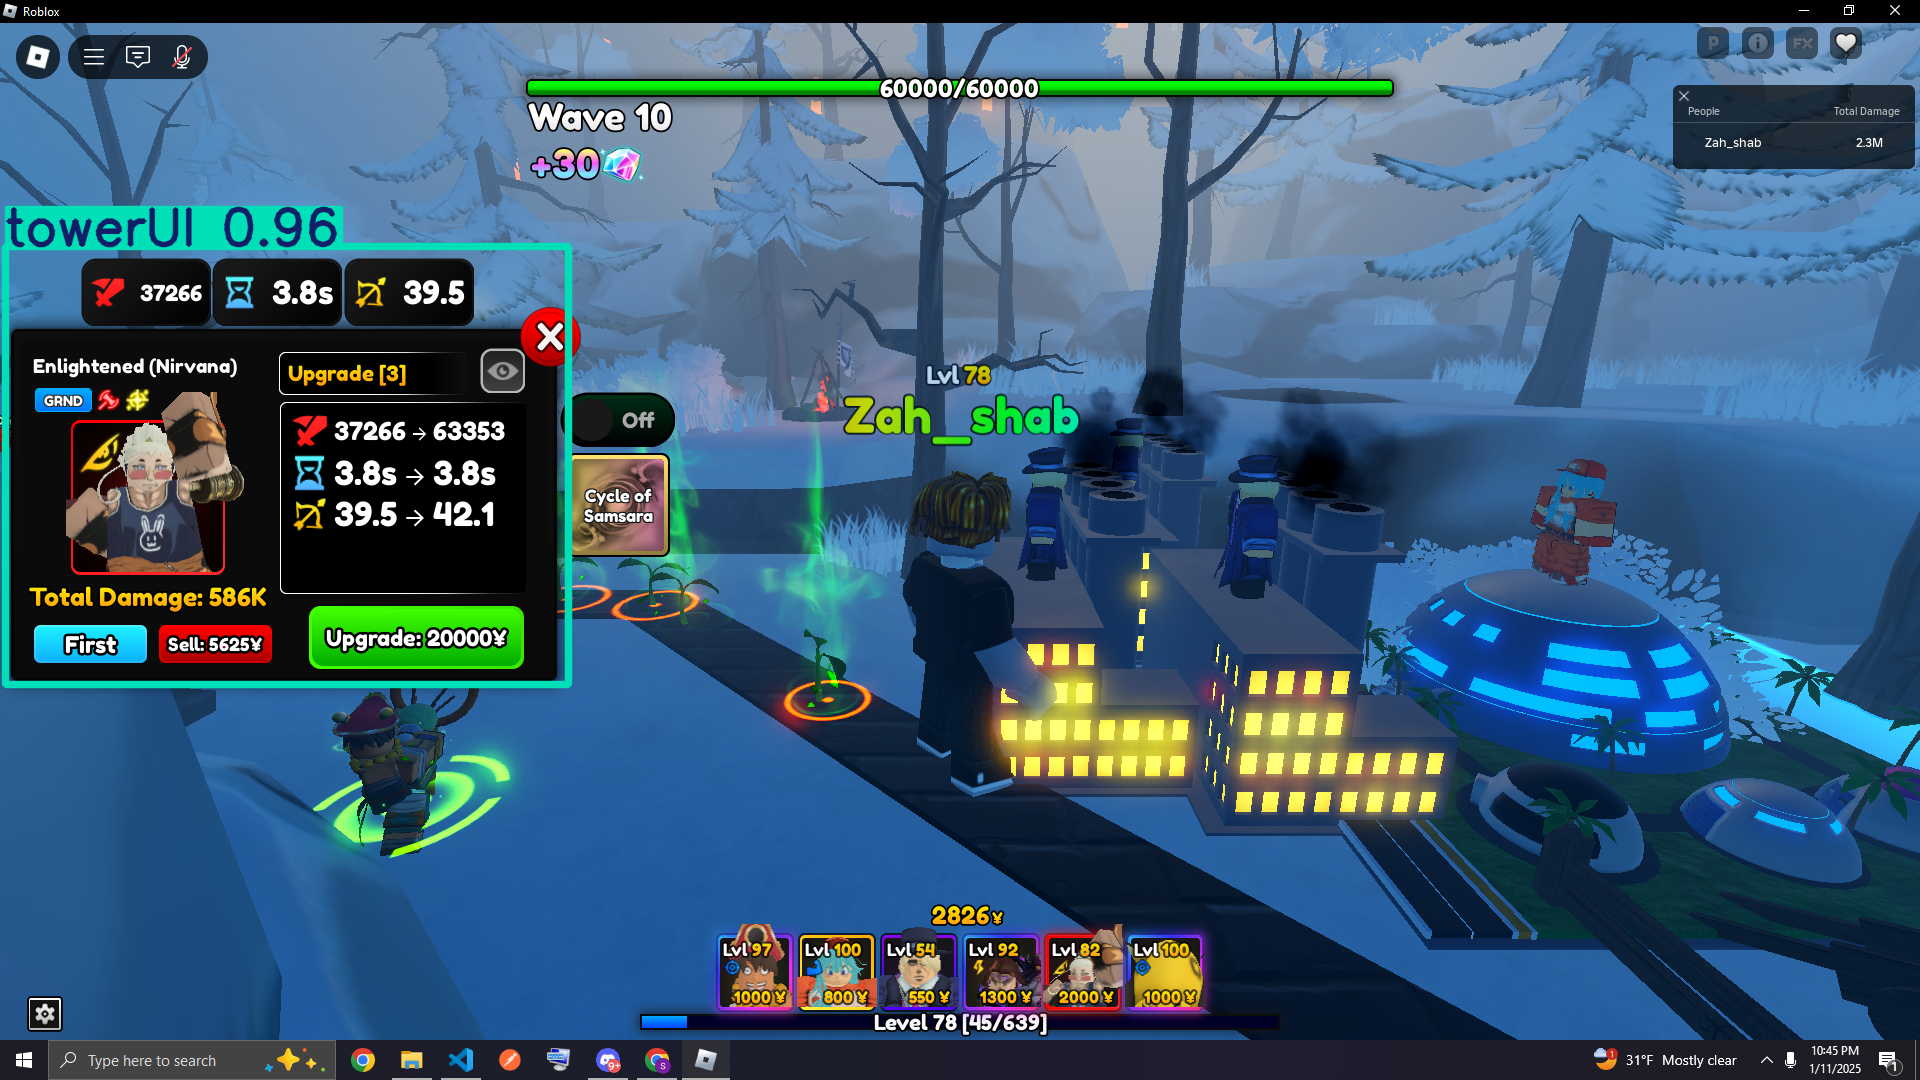 Roblox
P
FX
60000/60000
Wave 10
+30
People Total Damage
Zah_shab 2.3M
towerUI 0.96
37266
3.8s
39.5
Enlightened (Nirvana)
GRND
Upgrade [3]
37266 → 63353
3.8s → 3.8s
39.5 → 42.1
Total Damage: 586K
First
Sell: 5625¥
Upgrade: 20000¥
Off
Cycle of
Samsara
Lvl 78
Zah_shab
2826¥
Lvl 97
1000 ¥
Lvl 100
800 ¥
Lvl 54
550 ¥
Lvl 92
1300 ¥
Lvl 82
2000 ¥
Lvl 100
1000 ¥
Level 78 [45/639]
Type here to search
9+
S
1
31°F Mostly clear
10:45 PM
1/11/2025
1